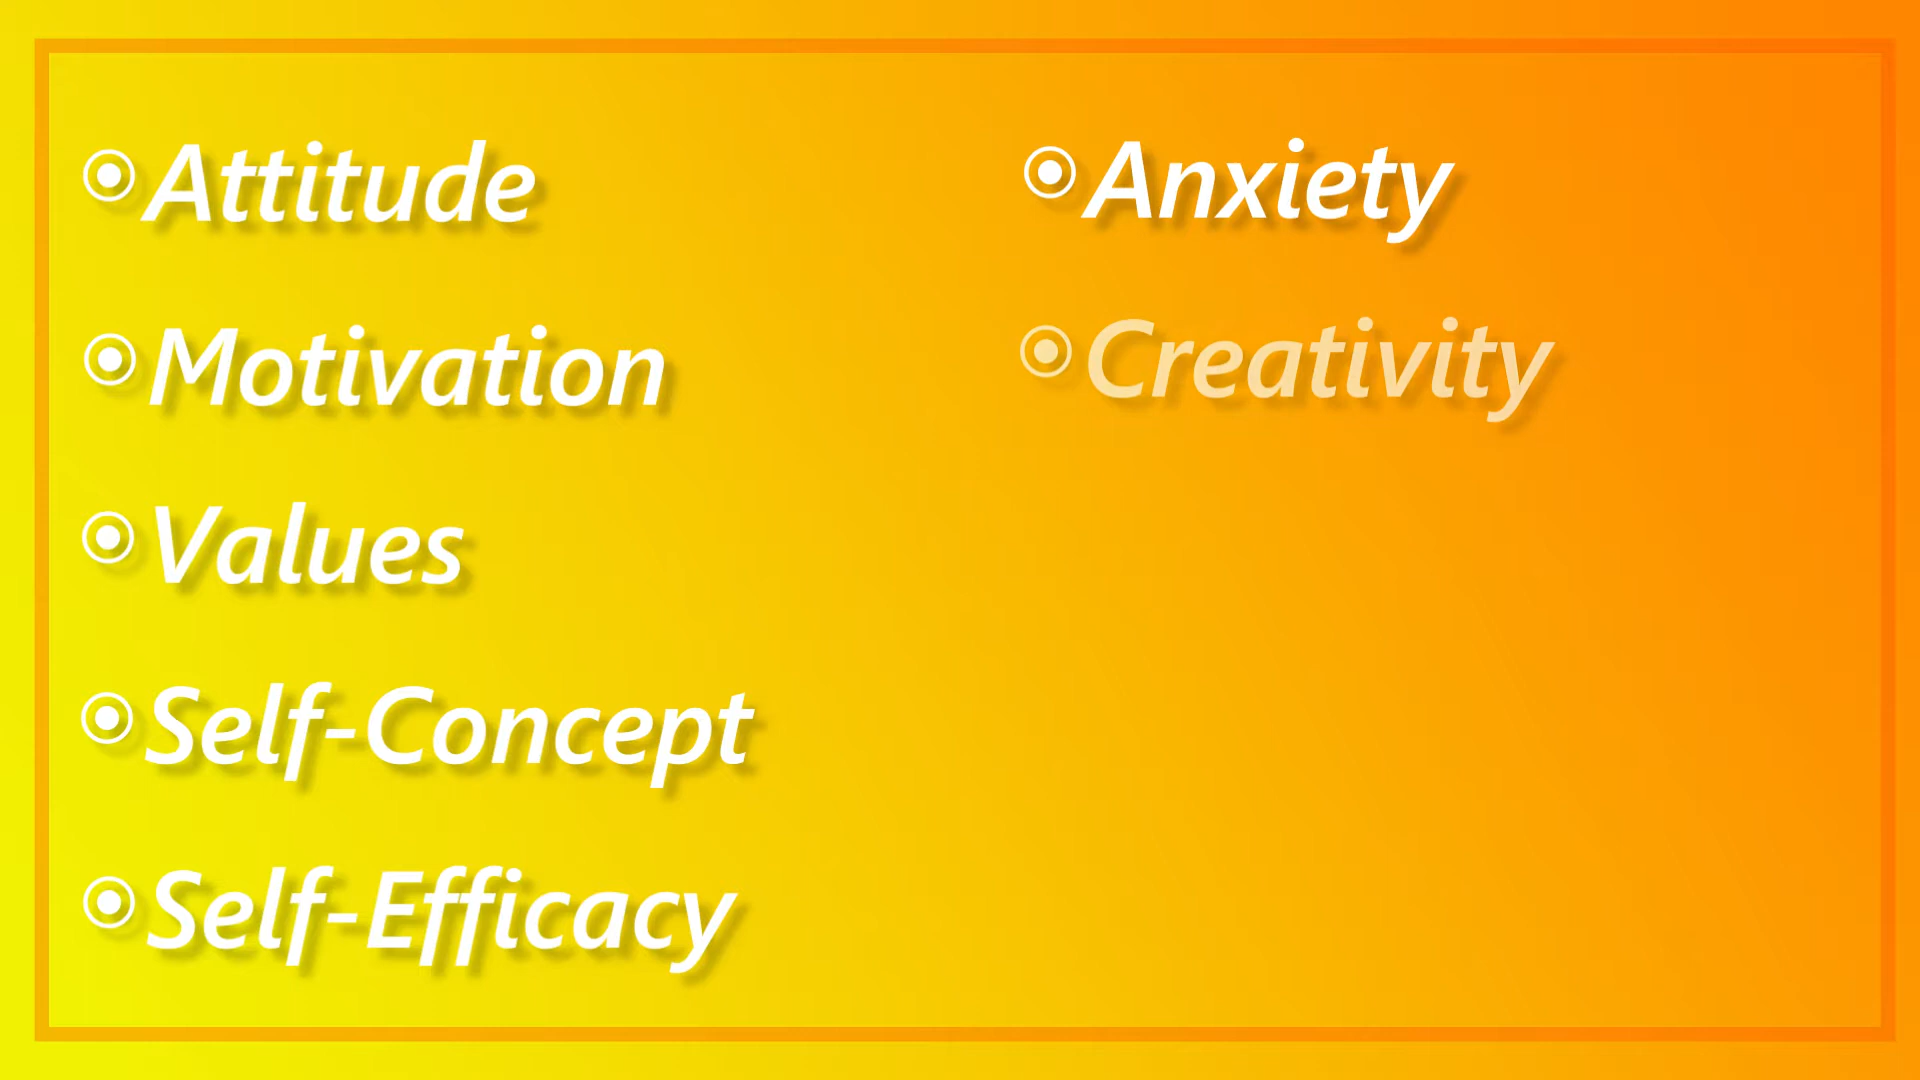 Attitude
Motivation
Values
Self-Concept
Self-Efficacy
Anxiety
Creativity